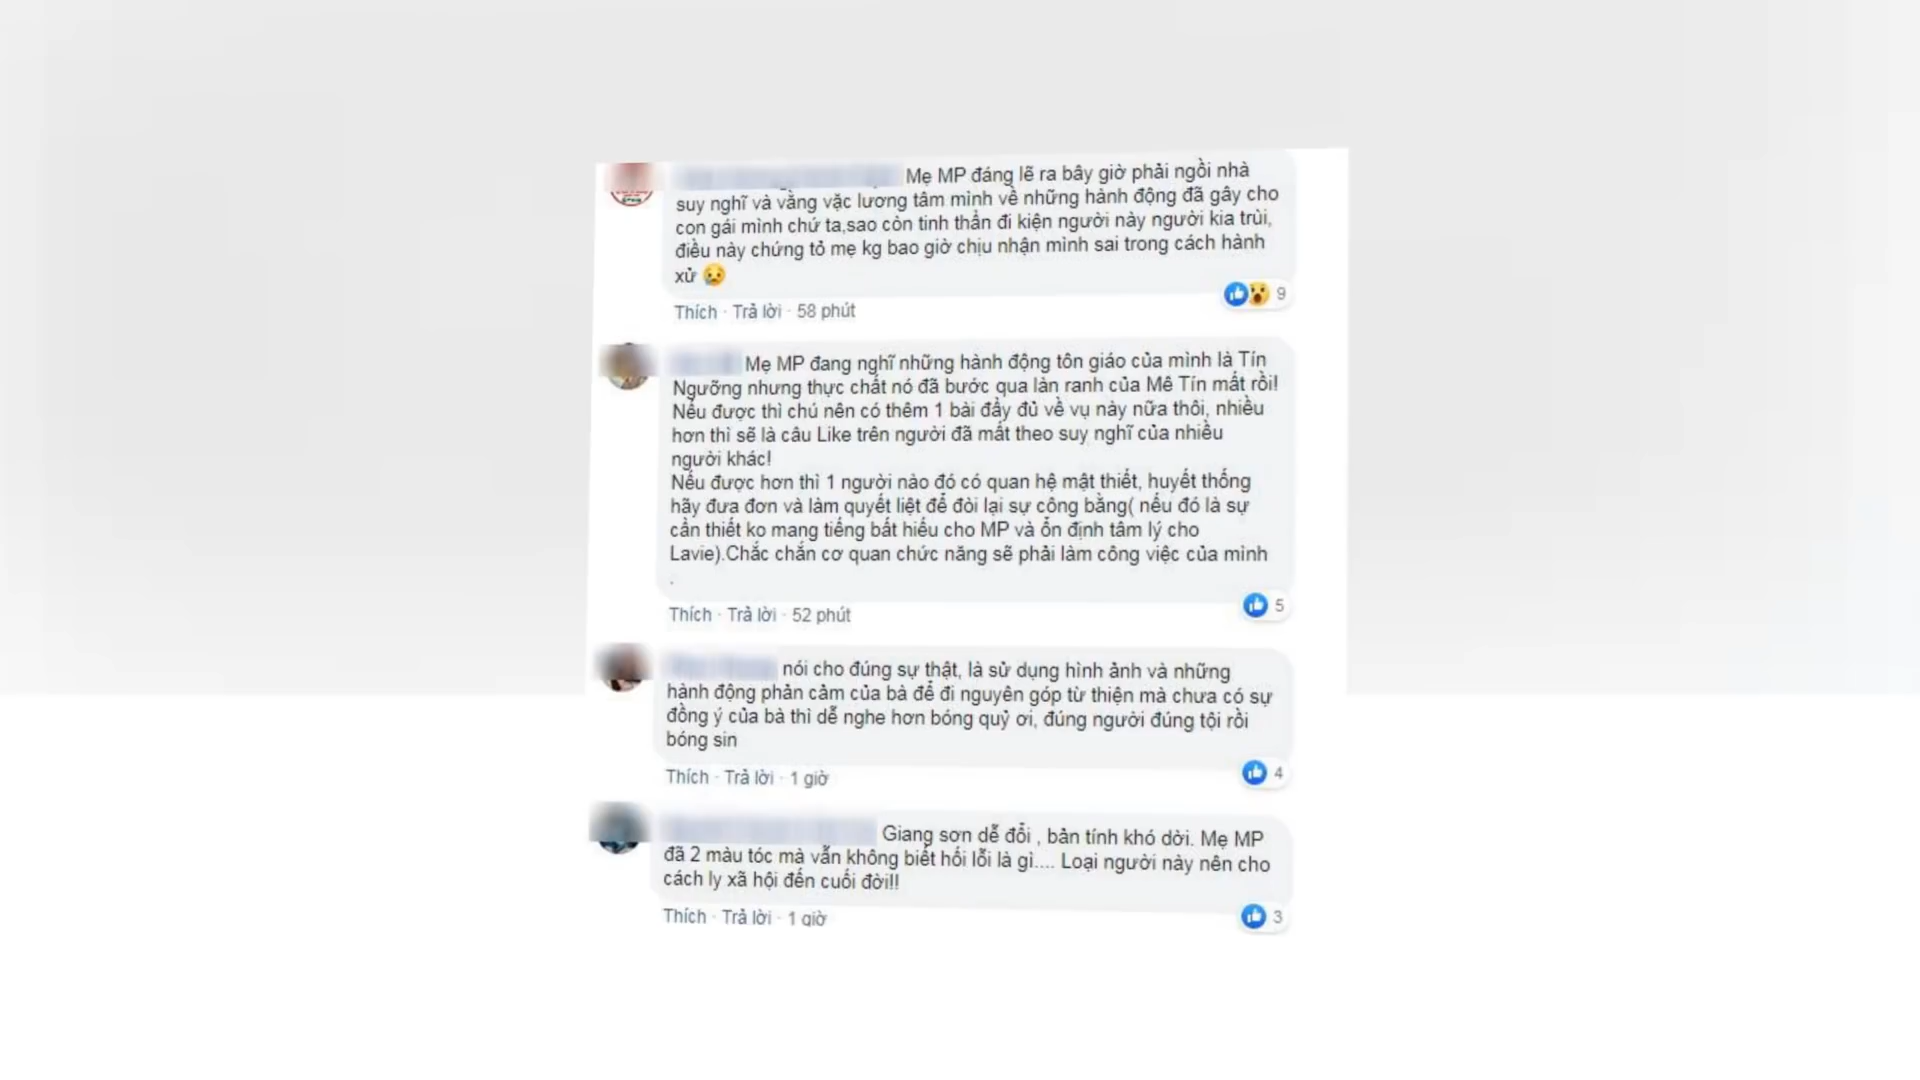 Mẹ MP đáng lẽ ra bây giờ phải ngồi nhà
suy nghĩ và vằng vặc lương tâm mình về những hành động đã gây cho
con gái mình chứ ta,sao còn tinh thần đi kiện người này người kia trùi,
điều này chứng tỏ mẹ kg bao giờ chịu nhận mình sai trong cách hành
xử 😢
9
Thích · Trả lời · 58 phút
Mẹ MP đang nghĩ những hành động tôn giáo của mình là Tín
Ngưỡng nhưng thực chất nó đã bước qua làn ranh của Mê Tín mất rồi!
Nếu được thì chú nên có thêm 1 bài đầy đủ về vụ này nữa thôi, nhiều
hơn thì sẽ là câu Like trên người đã mất theo suy nghĩ của nhiều
người khác!
Nếu được hơn thì 1 người nào đó có quan hệ mật thiết, huyết thống
hãy đưa đơn và làm quyết liệt để đòi lại sự công bằng( nếu đó là sự
cần thiết ko mang tiếng bất hiếu cho MP và ổn định tâm lý cho
Lavie).Chắc chắn cơ quan chức năng sẽ phải làm công việc của mình
.
5
Thích · Trả lời · 52 phút
nói cho đúng sự thật, là sử dụng hình ảnh và những
hành động phản cảm của bà để đi nguyên góp từ thiện mà chưa có sự
đồng ý của bà thì dễ nghe hơn bóng quỷ ơi, đúng người đúng tội rồi
bóng sin
4
Thích · Trả lời · 1 giờ
Giang sơn dễ đổi , bản tính khó dời. Mẹ MP
đã 2 màu tóc mà vẫn không biết hối lỗi là gì.... Loại người này nên cho
cách ly xã hội đến cuối đời!!
3
Thích · Trả lời · 1 giờ